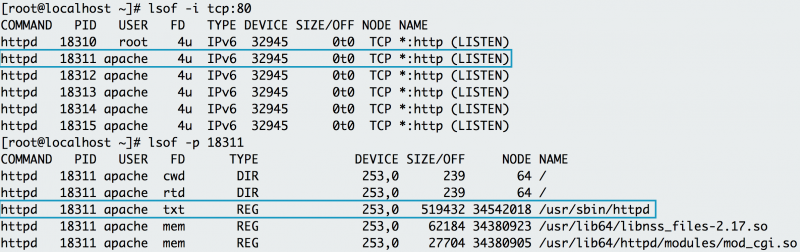 [root@localhost ~]# lsof -i tcp:80
COMMAND   PID   USER   FD   TYPE DEVICE SIZE/OFF NODE NAME
httpd   18310   root    4u  IPv6  32945      0t0  TCP *:http (LISTEN)
httpd   18311 apache    4u  IPv6  32945      0t0  TCP *:http (LISTEN)
httpd   18312 apache    4u  IPv6  32945      0t0  TCP *:http (LISTEN)
httpd   18313 apache    4u  IPv6  32945      0t0  TCP *:http (LISTEN)
httpd   18314 apache    4u  IPv6  32945      0t0  TCP *:http (LISTEN)
httpd   18315 apache    4u  IPv6  32945      0t0  TCP *:http (LISTEN)
[root@localhost ~]# lsof -p 18311
COMMAND   PID   USER   FD      TYPE             DEVICE SIZE/OFF     NODE NAME
httpd   18311 apache  cwd       DIR              253,0      239       64 /
httpd   18311 apache  rtd       DIR              253,0      239       64 /
httpd   18311 apache  txt       REG              253,0   519432 34542018 /usr/sbin/httpd
httpd   18311 apache  mem       REG              253,0    62184 34380923 /usr/lib64/libnss_files-2.17.so
httpd   18311 apache  mem       REG              253,0    27704 34380905 /usr/lib64/httpd/modules/mod_cgi.so